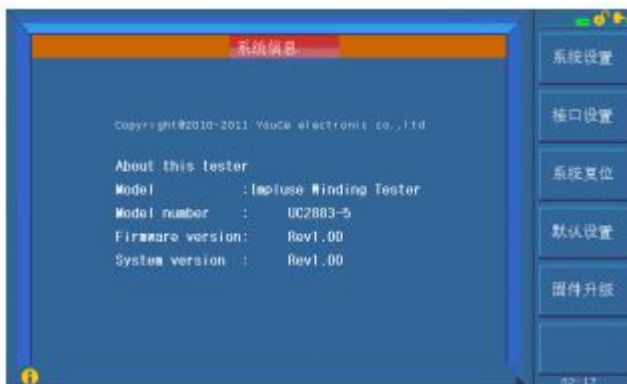 系统信息
Copyright@2010-2011 YouCe electronic co.,ltd
About this tester
Model :Impluse Winding Tester
Model number : UC2883-5
Firmware version: Rev1.00
System version : Rev1.00
系统设置
接口设置
系统复位
默认设置
固件升级